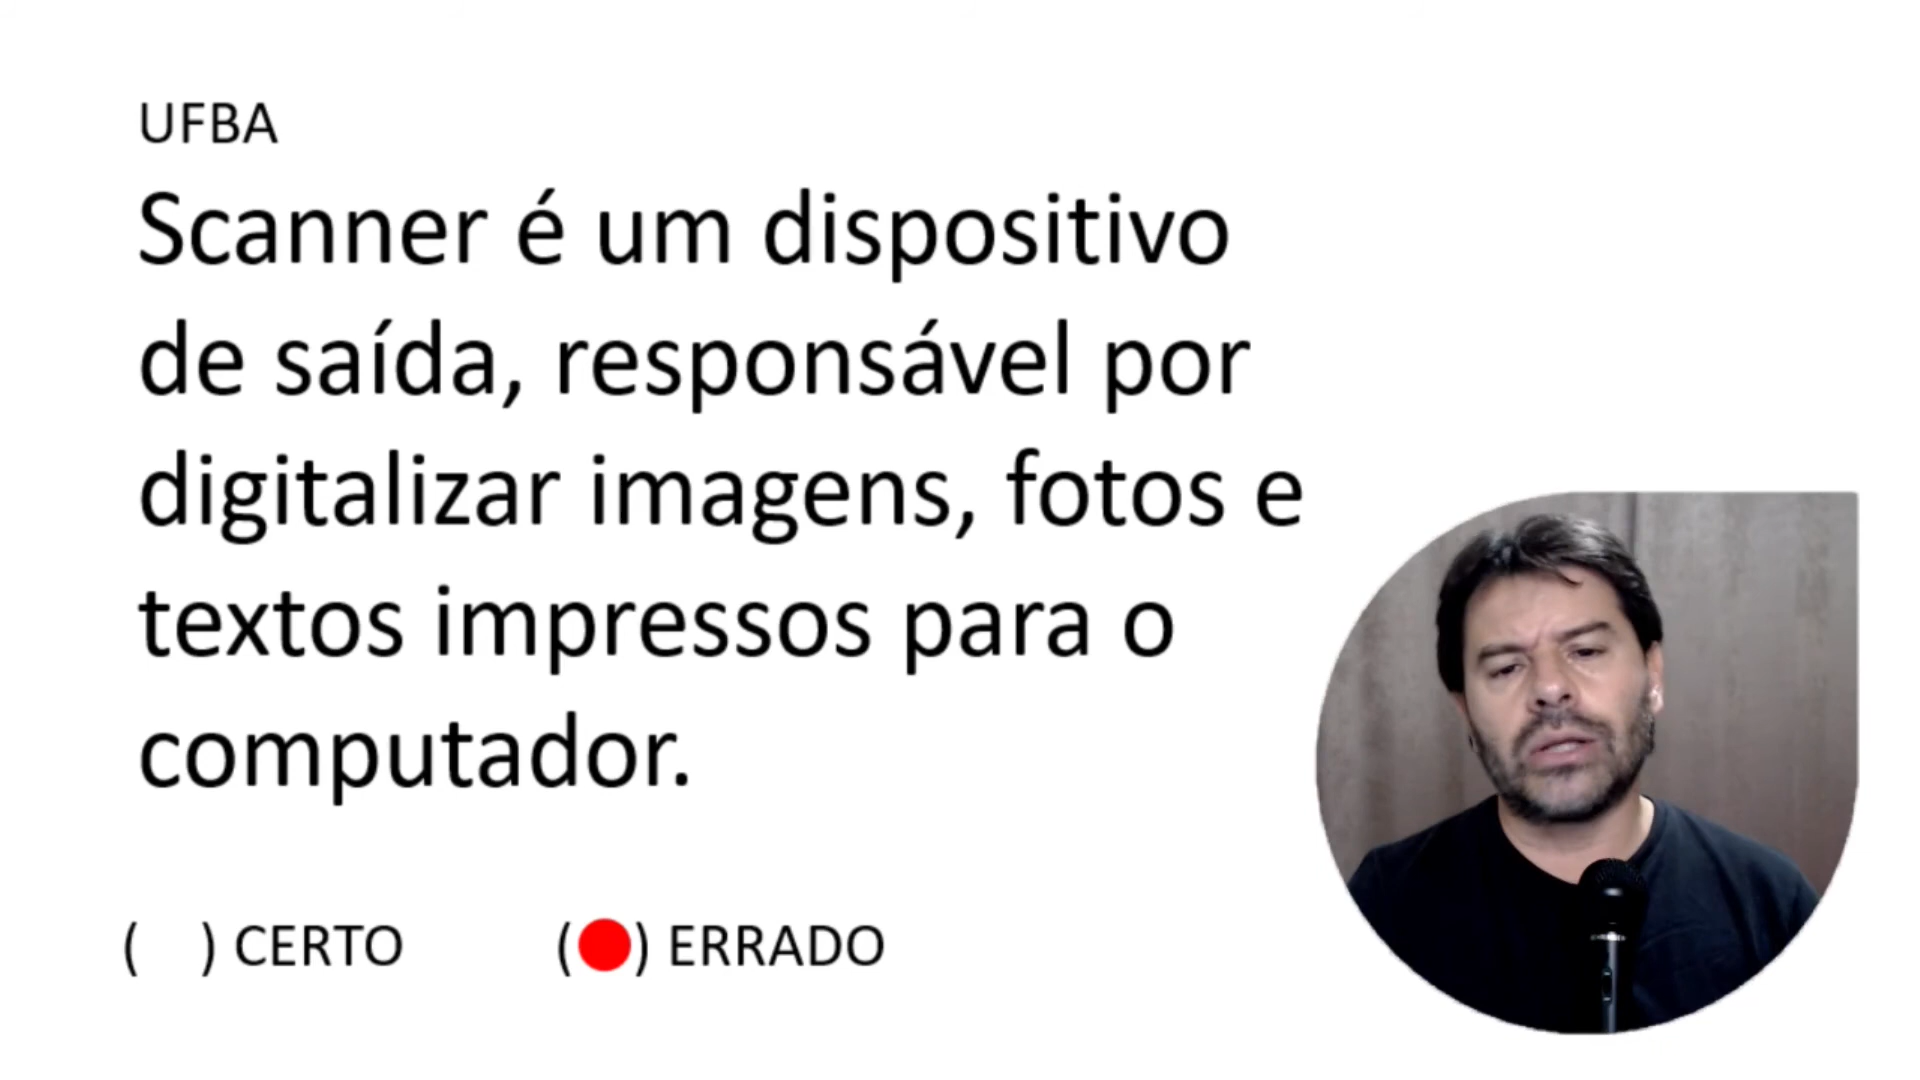 UFBA
Scanner é um dispositivo
de saída, responsável por
digitalizar imagens, fotos e
textos impressos para o
computador.
( ) CERTO (●) ERRADO